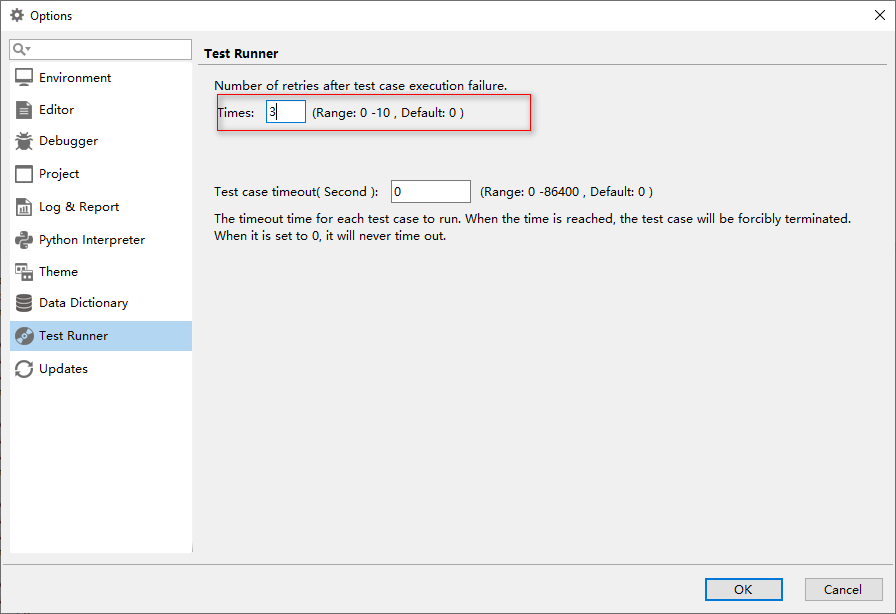 Options
Test Runner
Environment
Editor
Debugger
Project
Log & Report
Python Interpreter
Theme
Data Dictionary
Test Runner
Updates
Number of retries after test case execution failure.
Times: 3 (Range: 0 -10 , Default: 0 )
Test case timeout( Second ): 0 (Range: 0 -86400 , Default: 0 )
The timeout time for each test case to run. When the time is reached, the test case will be forcibly terminated.
When it is set to 0, it will never time out.
OK Cancel